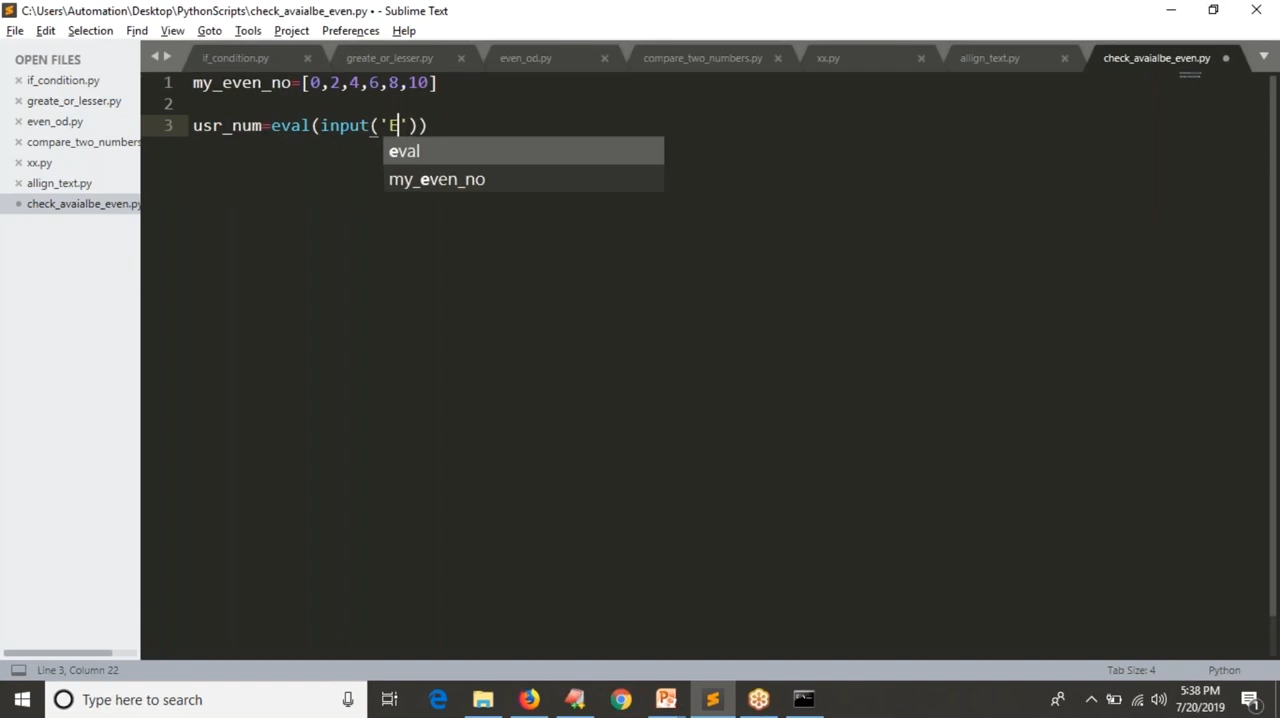 C:\Users\Automation\Desktop\PythonScripts\check_avaialbe_even.py • - Sublime Text
File Edit Selection Find View Goto Tools Project Preferences Help
OPEN FILES
if_condition.py
greate_or_lesser.py
even_od.py
compare_two_numbers
xx.py
allign_text.py
check_avaialbe_even.py
if_condition.py greate_or_lesser.py even_od.py compare_two_numbers.py xx.py allign_text.py check_avaialbe_even.py
1 my_even_no=[0,2,4,6,8,10]
2
3 usr_num=eval(input('E'))
eval
my_even_no
Line 3, Column 22 Tab Size: 4 Python
Type here to search
5:38 PM
7/20/2019
1